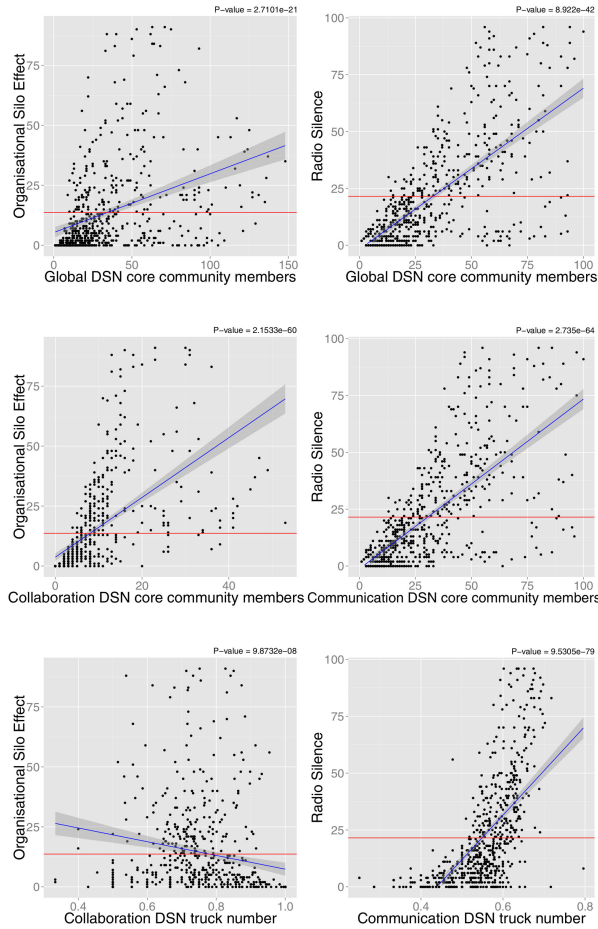 P−value = 2.7101e−21
Organisational Silo Effect
75
50
25
0
0 50 100 150
Global DSN core community members
P−value = 8.922e−42
Radio Silence
100
75
50
25
0
0 25 50 75 100
Global DSN core community members
P−value = 2.1533e−60
Organisational Silo Effect
75
50
25
0
0 20 40
Collaboration DSN core community members
P−value = 2.735e−64
Radio Silence
100
75
50
25
0
0 25 50 75 100
Communication DSN core community members
P−value = 9.8732e−08
Organisational Silo Effect
75
50
25
0
0.4 0.6 0.8 1.0
Collaboration DSN truck number
P−value = 9.5305e−79
Radio Silence
100
75
50
25
0
0.4 0.6 0.8
Communication DSN truck number